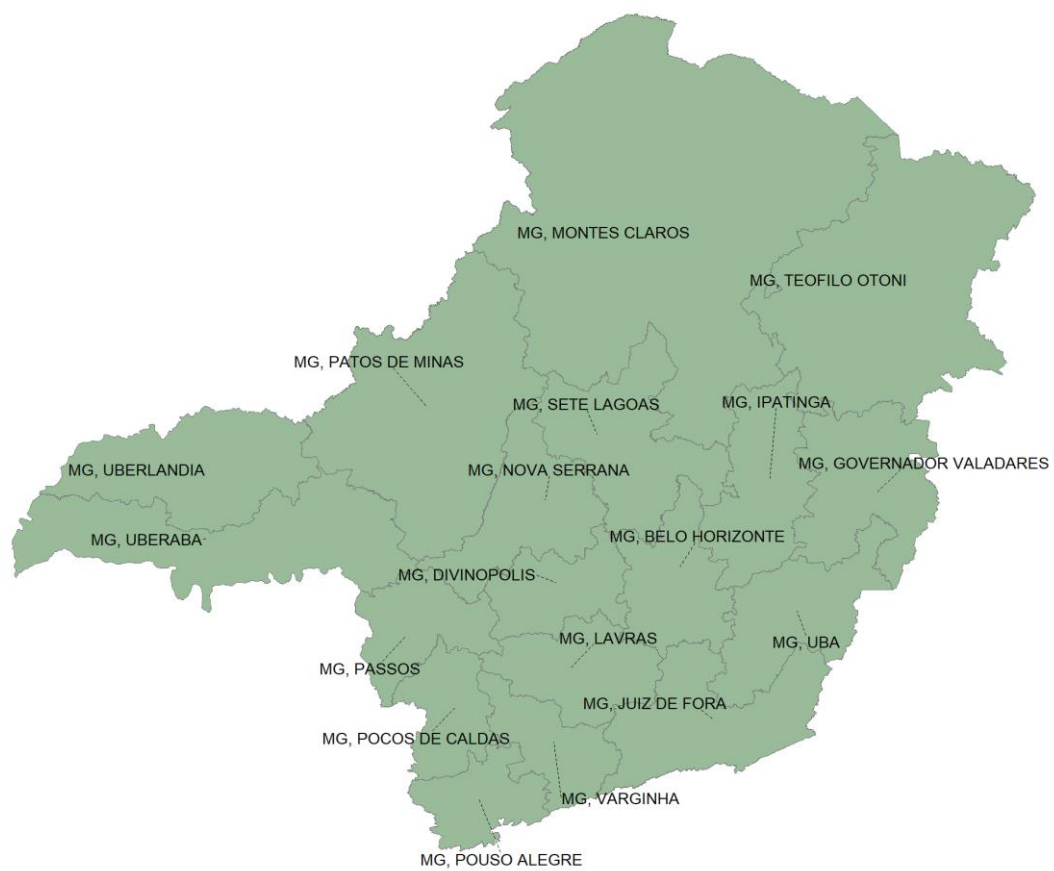 MG, MONTES CLAROS
MG, TEOFILO OTONI
MG, PATOS DE MINAS
MG, SETE LAGOAS
MG, IPATINGA
MG, UBERLANDIA
MG, NOVA SERRANA
MG, GOVERNADOR VALADARES
MG, UBERABA
MG, BELO HORIZONTE
MG, DIVINOPOLIS
MG, LAVRAS
MG, UBA
MG, PASSOS
MG, JUIZ DE FORA
MG, POCOS DE CALDAS
MG, VARGINHA
MG, POUSO ALEGRE